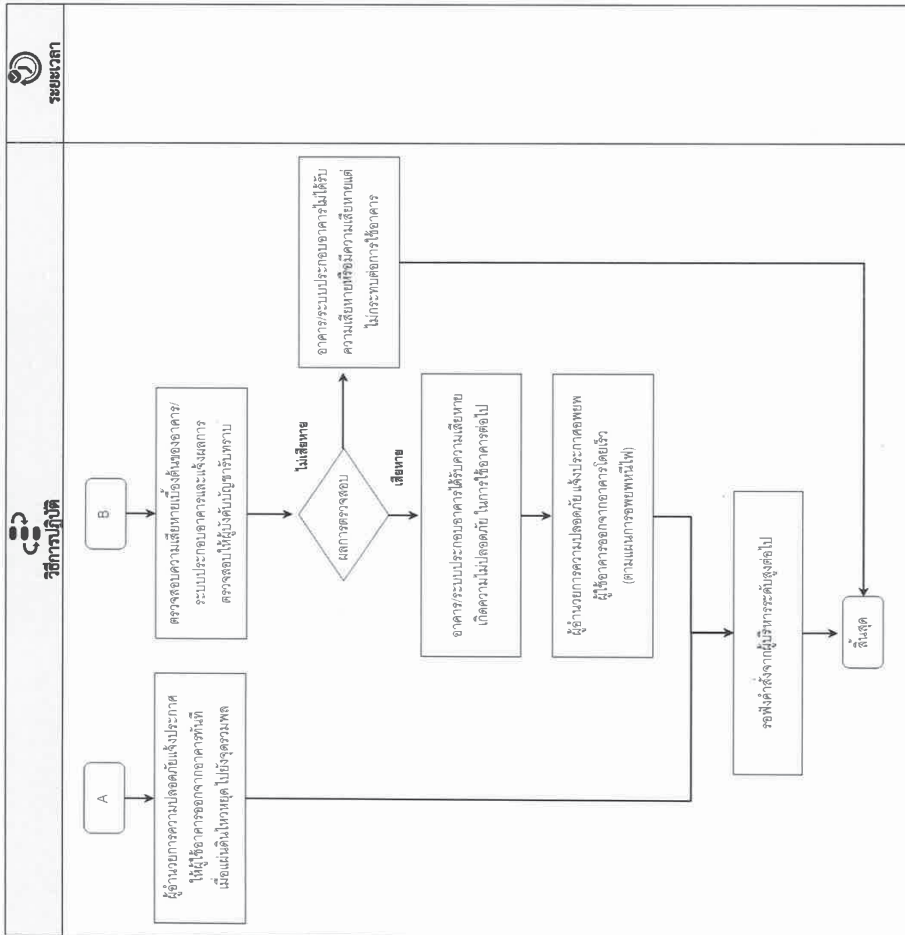 วิธีการปฏิบัติ
ระยะเวลา
A
ผู้อำนวยการความปลอดภัยแจ้งประกาศ
ให้ผู้ใช้อาคารออกจากอาคารทันที
เมื่อแผ่นดินไหวหยุด ไปยังจุดรวมพล
B
ตรวจสอบความเสียหายเบื้องต้นของอาคาร/
ระบบประกอบอาคารและแจ้งผลการ
ตรวจสอบให้ผู้บังคับบัญชารับทราบ
ผลการตรวจสอบ
ไม่เสียหาย
เสียหาย
อาคาร/ระบบประกอบอาคารไม่ได้รับ
ความเสียหายหรือมีความเสียหายแต่
ไม่กระทบต่อการใช้อาคาร
อาคาร/ระบบประกอบอาคารได้รับความเสียหาย
เกิดความไม่ปลอดภัย ในการใช้อาคารต่อไป
ผู้อำนวยการความปลอดภัย แจ้งประกาศอพยพ
ผู้ใช้อาคารออกจากอาคารโดยเร็ว
(ตามแผนการอพยพหนีไฟ)
รอฟังคำสั่งจากผู้บริหารระดับสูงต่อไป
สิ้นสุด